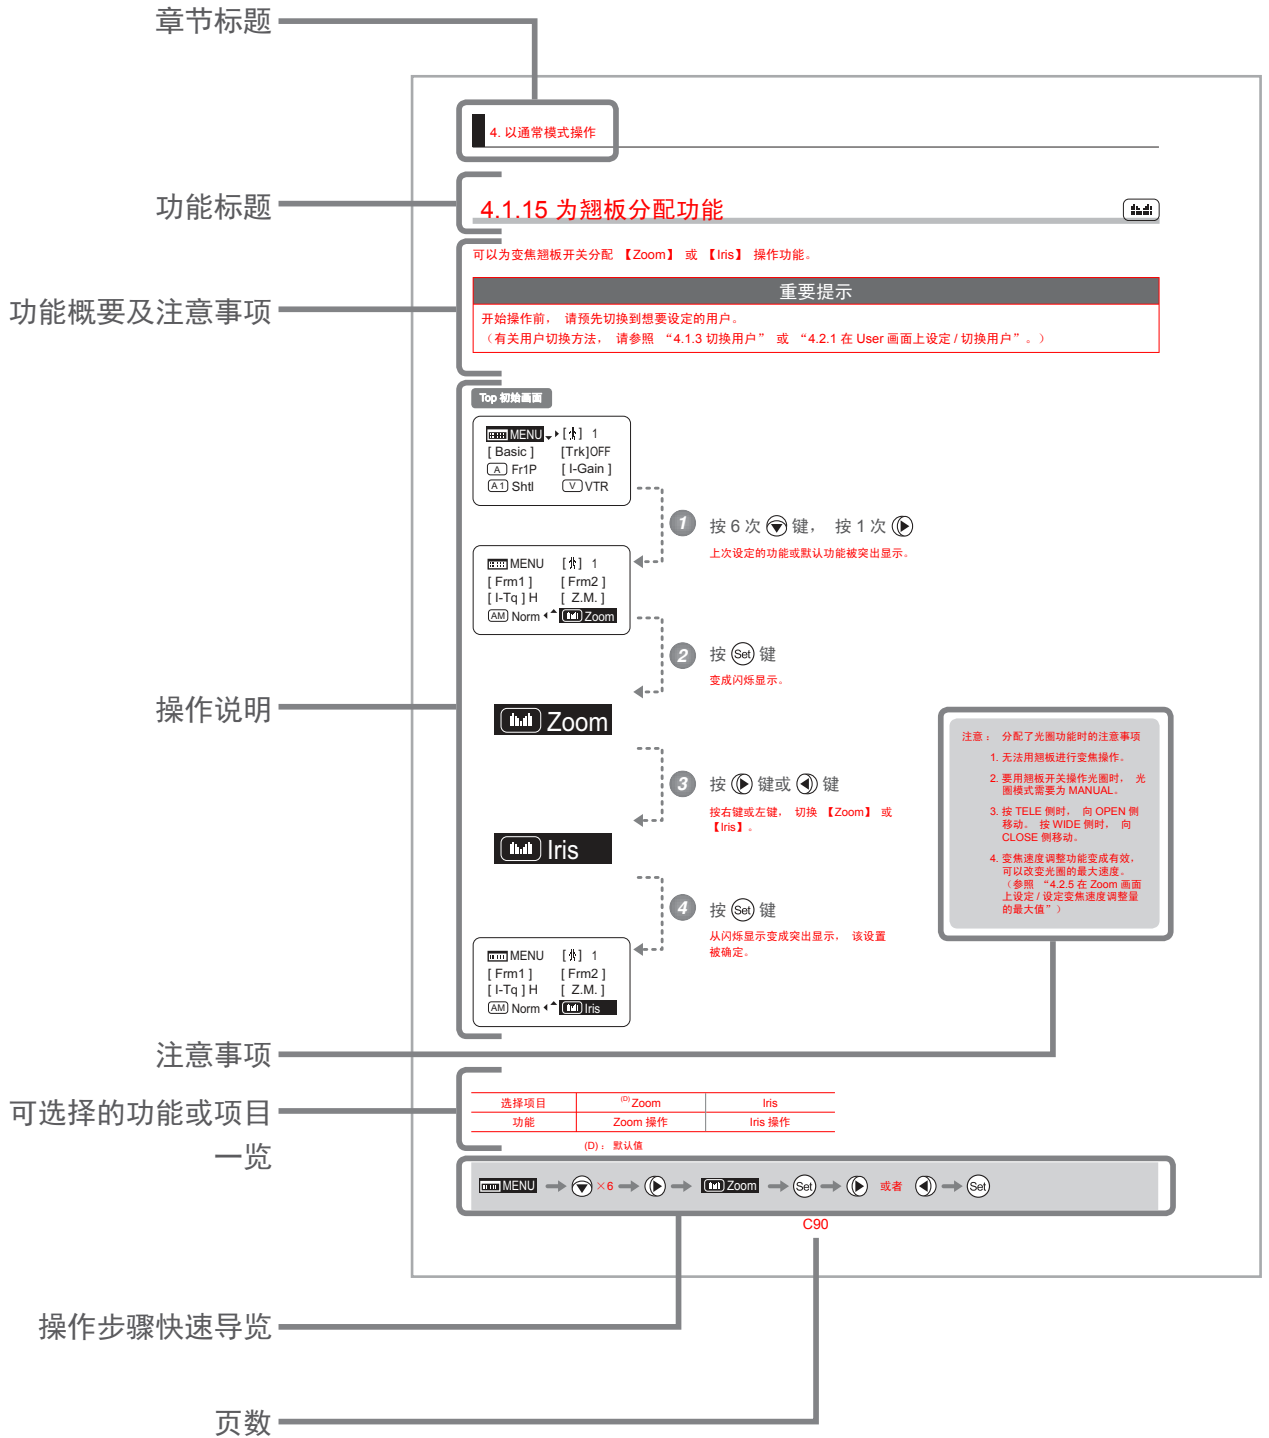 章节标题
4. 以通常模式操作
功能标题
4.1.15 为翘板分配功能
可以为变焦翘板开关分配 【Zoom】 或 【Iris】 操作功能。
功能概要及注意事项
重要提示
开始操作前， 请预先切换到想要设定的用户。
（有关用户切换方法， 请参照 “4.1.3 切换用户” 或 “4.2.1 在 User 画面上设定 / 切换用户”。）
Top 初始画面
MENU [ ] 1
[ Basic ] [Trk]OFF
A Fr1P [ I-Gain ]
A1 Shtl V VTR
1 按 6 次 键， 按 1 次
上次设定的功能或默认功能被突出显示。
MENU [ ] 1
[ Frm1 ] [ Frm2 ]
[ I-Tq ] H [ Z.M. ]
AM Norm Zoom
2 按 Set 键
变成闪烁显示。
操作说明
Zoom
3 按 键或 键
按右键或左键， 切换 【Zoom】 或
【Iris】。
Iris
4 按 Set 键
从闪烁显示变成突出显示， 该设置
被确定。
MENU [ ] 1
[ Frm1 ] [ Frm2 ]
[ I-Tq ] H [ Z.M. ]
AM Norm Iris
注意： 分配了光圈功能时的注意事项
1. 无法用翘板进行变焦操作。
2. 要用翘板开关操作光圈时， 光
圈模式需要为 MANUAL。
3. 按 TELE 侧时， 向 OPEN 侧
移动。 按 WIDE 侧时， 向
CLOSE 侧移动。
4. 变焦速度调整功能变成有效，
可以改变光圈的最大速度。
（参照 “4.2.5 在 Zoom 画面
上设定 / 设定变焦速度调整量
的最大值”）
注意事项
可选择的功能或项目
一览
选择项目 (D) Zoom Iris
功能 Zoom 操作 Iris 操作
(D)： 默认值
MENU ×6 Zoom Set 或者 Set
C90
操作步骤快速导览
页数